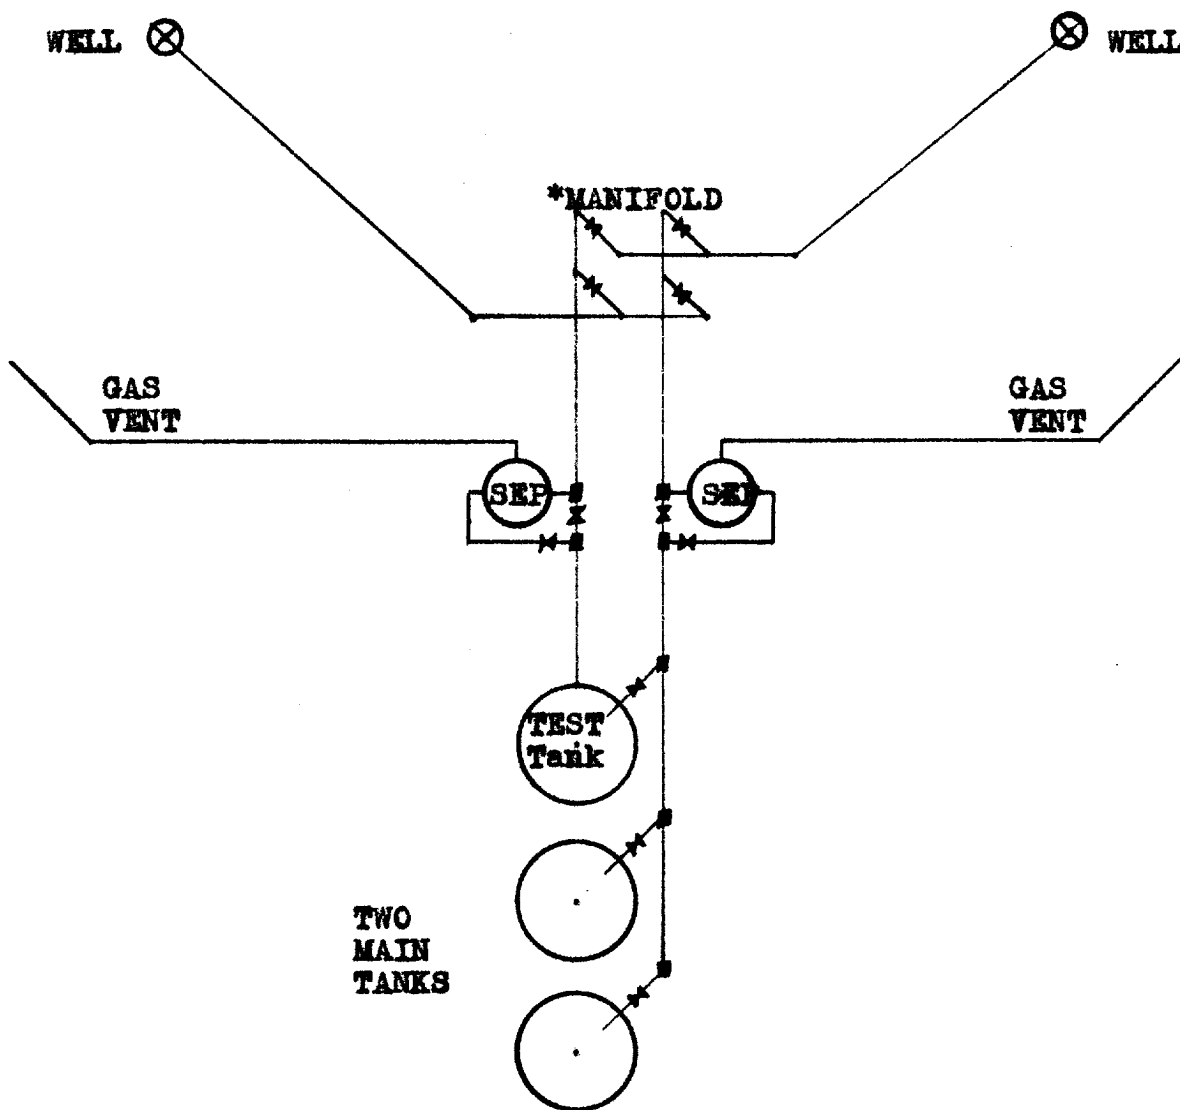 WELL
WELL
*MANIFOLD
GAS
VENT
GAS
VENT
SEP
SEP
TEST
Tank
TWO
MAIN
TANKS